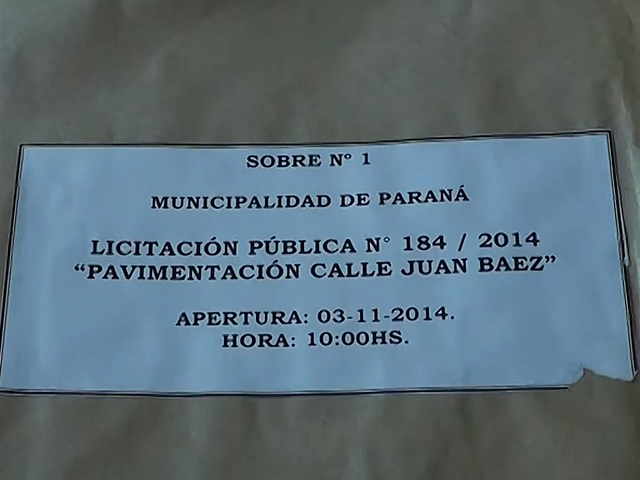 SOBRE N° 1
MUNICIPALIDAD DE PARANÁ
LICITACIÓN PÚBLICA N° 184 / 2014
“PAVIMENTACIÓN CALLE JUAN BAEZ”
APERTURA: 03-11-2014.
HORA: 10:00HS.